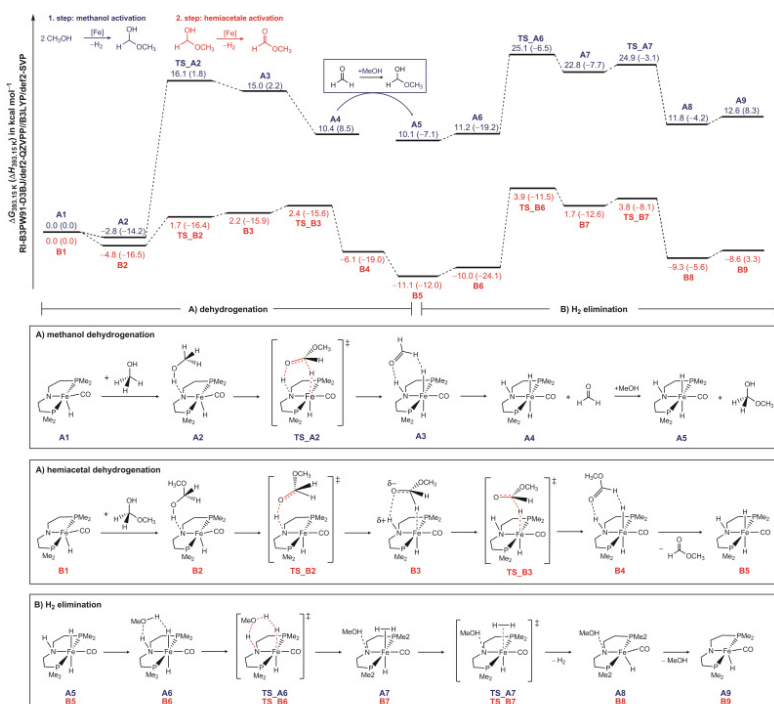 1. step: methanol activation
2 CH₃OH [Fe] −H₂ OH OCH₃
2. step: hemiacetale activation
OH OCH₃ [Fe] −H₂ O OCH₃
ΔG393.15 K (ΔH393.15 K) in kcal mol⁻¹
RI-B3PW91-D3BJ/def2-QZVPP//B3LYP/def2-SVP
TS_A2
16.1 (1.8)
A3
15.0 (2.2)
O H H +MeOH OH H OCH₃
A4
10.4 (8.5)
A5
10.1 (−7.1)
A6
11.2 (−19.2)
TS_A6
25.1 (−6.5)
A7
22.8 (−7.7)
TS_A7
24.9 (−3.1)
A8
11.8 (−4.2)
A9
12.6 (8.3)
A1
0.0 (0.0)
0.0 (0.0)
B1
A2
−2.8 (−14.2)
−4.8 (−16.5)
B2
1.7 (−16.4)
TS_B2
2.2 (−15.9)
B3
2.4 (−15.6)
TS_B3
−6.1 (−19.0)
B4
−11.1 (−12.0)
B5
−10.0 (−24.1)
B6
3.9 (−11.5)
TS_B6
1.7 (−12.6)
B7
3.8 (−8.1)
TS_B7
−9.3 (−5.6)
B8
−8.6 (3.3)
B9
A) dehydrogenation B) H₂ elimination
A) methanol dehydrogenation
A1 A2 TS_A2 A3 A4 +MeOH A5
A) hemiacetal dehydrogenation
B1 B2 TS_B2 B3 TS_B3 B4 B5
B) H₂ elimination
A5 A6 TS_A6 A7 TS_A7 − H₂ A8 − MeOH A9
B5 B6 TS_B6 B7 TS_B7 B8 B9